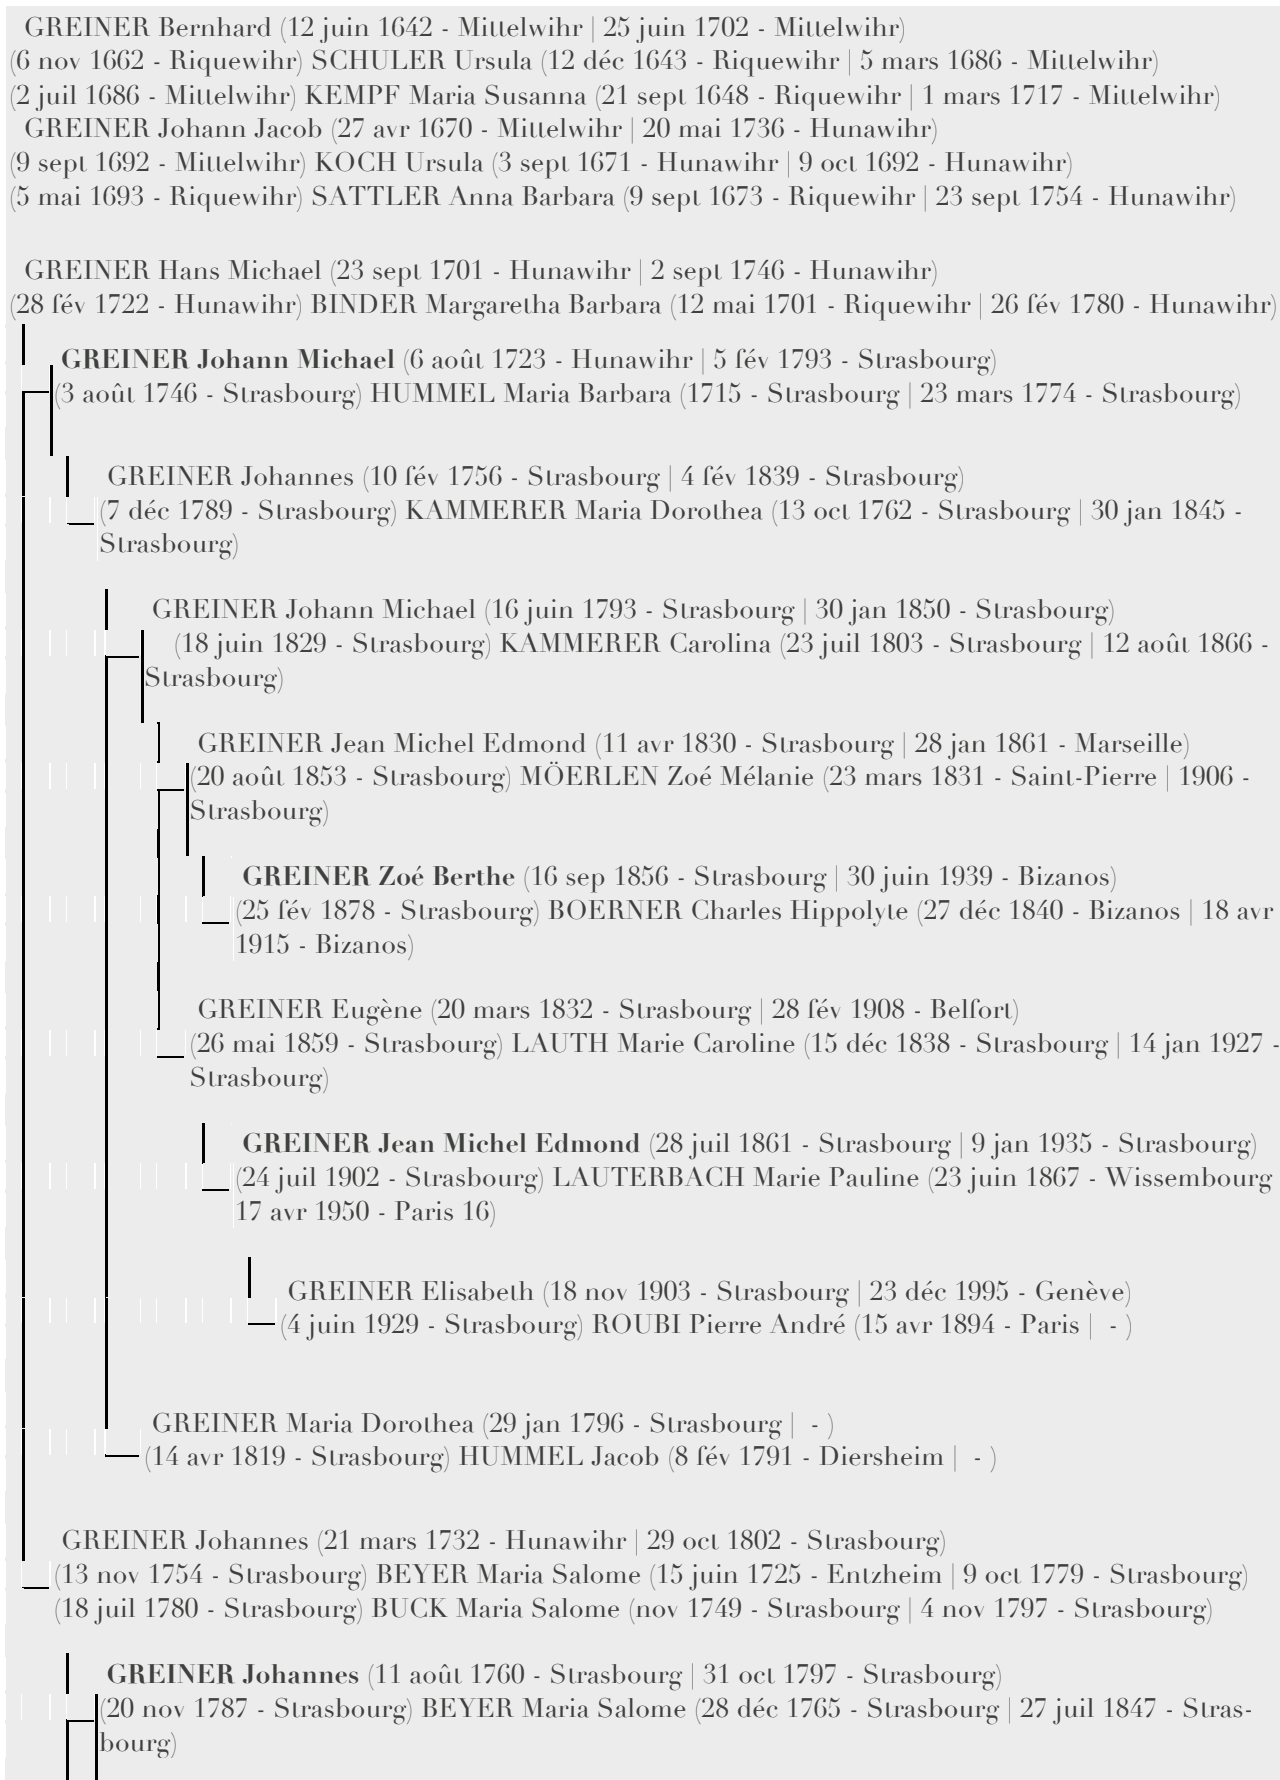 GREINER Bernhard (12 juin 1642 - Mittelwihr | 25 juin 1702 - Mittelwihr)
(6 nov 1662 - Riquewihr) SCHULER Ursula (12 déc 1643 - Riquewihr | 5 mars 1686 - Mittelwihr)
(2 juil 1686 - Mittelwihr) KEMPF Maria Susanna (21 sept 1648 - Riquewihr | 1 mars 1717 - Mittelwihr)
GREINER Johann Jacob (27 avr 1670 - Mittelwihr | 20 mai 1736 - Hunawihr)
(9 sept 1692 - Mittelwihr) KOCH Ursula (3 sept 1671 - Hunawihr | 9 oct 1692 - Hunawihr)
(5 mai 1693 - Riquewihr) SATTLER Anna Barbara (9 sept 1673 - Riquewihr | 23 sept 1754 - Hunawihr)
GREINER Hans Michael (23 sept 1701 - Hunawihr | 2 sept 1746 - Hunawihr)
(28 fév 1722 - Hunawihr) BINDER Margaretha Barbara (12 mai 1701 - Riquewihr | 26 fév 1780 - Hunawihr)
GREINER Johann Michael (6 août 1723 - Hunawihr | 5 fév 1793 - Strasbourg)
(3 août 1746 - Strasbourg) HUMMEL Maria Barbara (1715 - Strasbourg | 23 mars 1774 - Strasbourg)
GREINER Johannes (10 fév 1756 - Strasbourg | 4 fév 1839 - Strasbourg)
(7 déc 1789 - Strasbourg) KAMMERER Maria Dorothea (13 oct 1762 - Strasbourg | 30 jan 1845 -
Strasbourg)
GREINER Johann Michael (16 juin 1793 - Strasbourg | 30 jan 1850 - Strasbourg)
(18 juin 1829 - Strasbourg) KAMMERER Carolina (23 juil 1803 - Strasbourg | 12 août 1866 -
Strasbourg)
GREINER Jean Michel Edmond (11 avr 1830 - Strasbourg | 28 jan 1861 - Marseille)
(20 août 1853 - Strasbourg) MÖERLEN Zoé Mélanie (23 mars 1831 - Saint-Pierre | 1906 -
Strasbourg)
GREINER Zoé Berthe (16 sep 1856 - Strasbourg | 30 juin 1939 - Bizanos)
(25 fév 1878 - Strasbourg) BOERNER Charles Hippolyte (27 déc 1840 - Bizanos | 18 avr
1915 - Bizanos)
GREINER Eugène (20 mars 1832 - Strasbourg | 28 fév 1908 - Belfort)
(26 mai 1859 - Strasbourg) LAUTH Marie Caroline (15 déc 1838 - Strasbourg | 14 jan 1927 -
Strasbourg)
GREINER Jean Michel Edmond (28 juil 1861 - Strasbourg | 9 jan 1935 - Strasbourg)
(24 juil 1902 - Strasbourg) LAUTERBACH Marie Pauline (23 juin 1867 - Wissembourg
17 avr 1950 - Paris 16)
GREINER Elisabeth (18 nov 1903 - Strasbourg | 23 déc 1995 - Genève)
(4 juin 1929 - Strasbourg) ROUBI Pierre André (15 avr 1894 - Paris | - )
GREINER Maria Dorothea (29 jan 1796 - Strasbourg | - )
(14 avr 1819 - Strasbourg) HUMMEL Jacob (8 fév 1791 - Diersheim | - )
GREINER Johannes (21 mars 1732 - Hunawihr | 29 oct 1802 - Strasbourg)
(13 nov 1754 - Strasbourg) BEYER Maria Salome (15 juin 1725 - Entzheim | 9 oct 1779 - Strasbourg)
(18 juil 1780 - Strasbourg) BUCK Maria Salome (nov 1749 - Strasbourg | 4 nov 1797 - Strasbourg)
GREINER Johannes (11 août 1760 - Strasbourg | 31 oct 1797 - Strasbourg)
(20 nov 1787 - Strasbourg) BEYER Maria Salome (28 déc 1765 - Strasbourg | 27 juil 1847 - Stras-
bourg)